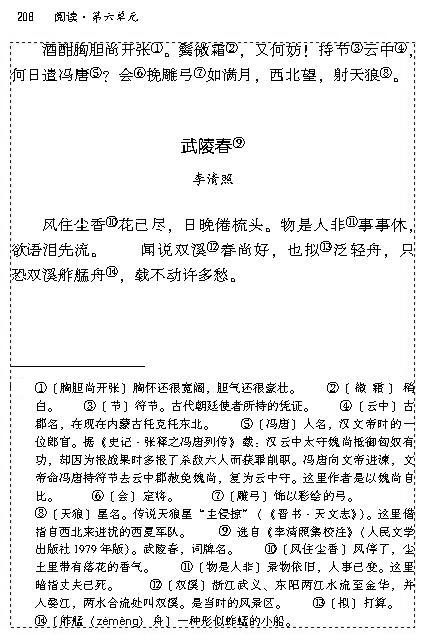 208 阅读·第六单元
酒酣胸胆尚开张①。鬓微霜②，又何妨！持节③云中④，
何日遣冯唐⑤？会⑥挽雕弓⑦如满月，西北望，射天狼⑧。
武陵春⑨
李清照
风住尘香⑩花已尽，日晚倦梳头。物是人非⑪事事休，
欲语泪先流。 闻说双溪⑫春尚好，也拟⑬泛轻舟，只
恐双溪舴艋舟⑭，载不动许多愁。
①〔胸胆尚开张〕胸怀还很宽阔，胆气还很豪壮。 ②〔微霜〕稍
白。 ③〔节〕符节。古代朝廷使者所持的凭证。 ④〔云中〕古
郡名，在现在内蒙古托克托东北。 ⑤〔冯唐〕人名，汉文帝时的一
位郎官。据《史记·张释之冯唐列传》载：汉云中太守魏尚抵御匈奴有
功，却因为报战果时多报了杀敌六人而获罪削职。冯唐向文帝进谏，文
帝命冯唐持符节去云中郡赦免魏尚，复为云中守。这里作者是以魏尚自
比。 ⑥〔会〕定将。 ⑦〔雕弓〕饰以彩绘的弓。
⑧〔天狼〕星名。传说天狼星“主侵掠”（《晋书·天文志》）。这里借
指自西北来进扰的西夏军队。 ⑨选自《李清照集校注》（人民文学
出版社1979年版）。武陵春，词牌名。 ⑩〔风住尘香〕风停了，尘
土里带有落花的香气。 ⑪〔物是人非〕景物依旧，人事已变。这里
暗指丈夫已死。 ⑫〔双溪〕浙江武义、东阳两江水流至金华，并
入婺江，两水合流处叫双溪。是当时的风景区。 ⑬〔拟〕打算。
⑭〔舴艋（zéměng）舟〕一种形似蚱蜢的小船。